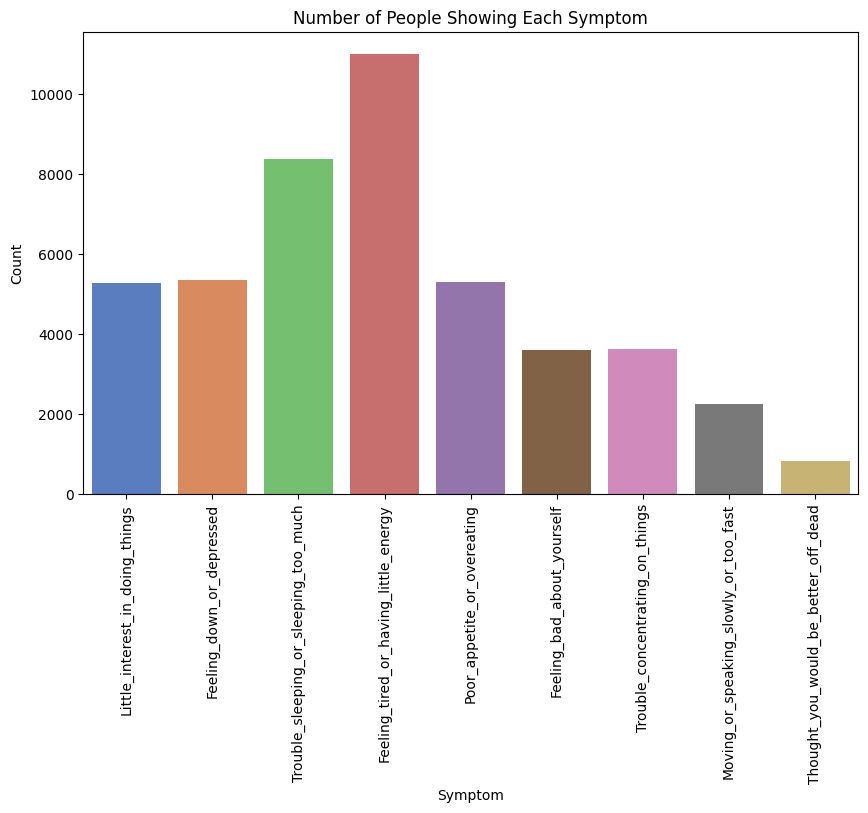 Number of People Showing Each Symptom
10000
8000
6000
4000
2000
0
Count
Little_interest_in_doing_things
Feeling_down_or_depressed
Trouble_sleeping_or_sleeping_too_much
Feeling_tired_or_having_little_energy
Poor_appetite_or_overeating
Feeling_bad_about_yourself
Trouble_concentrating_on_things
Moving_or_speaking_slowly_or_too_fast
Thought_you_would_be_better_off_dead
Symptom